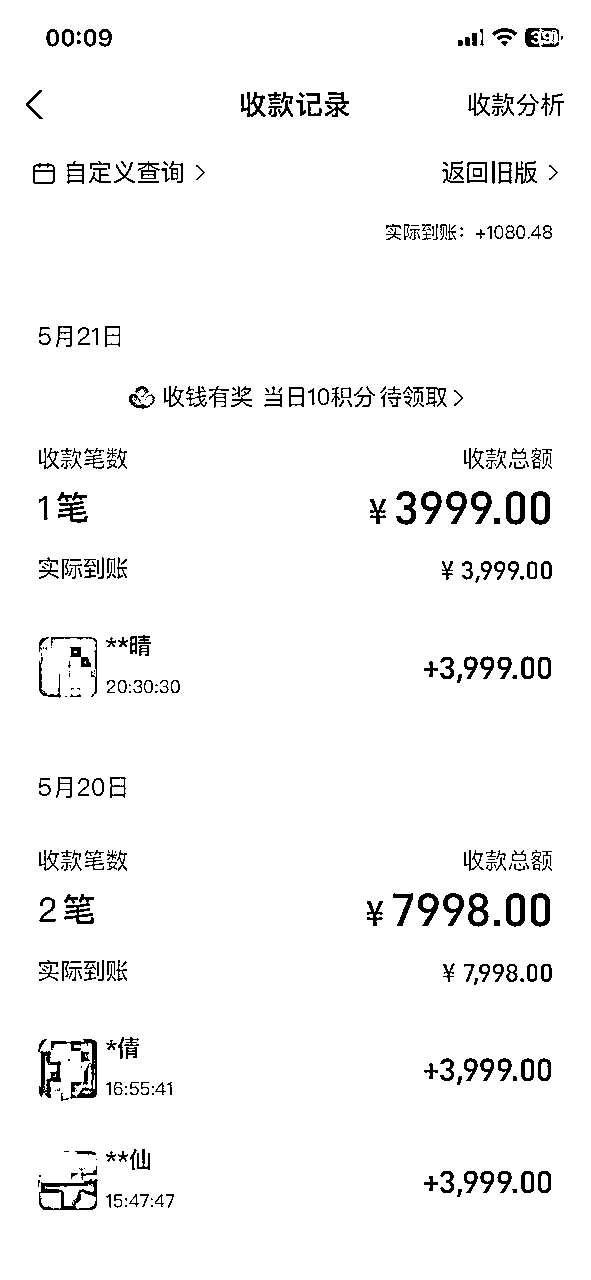 00:09
39
收款记录
收款分析
自定义查询
返回旧版
实际到账：+1080.48
5月21日
收钱有奖 当日10积分待领取
收款笔数
收款总额
1笔
¥3999.00
实际到账
¥ 3,999.00
**晴
+3,999.00
20:30:30
5月20日
收款笔数
收款总额
2笔
¥7998.00
实际到账
¥ 7,998.00
*倩
+3,999.00
16:55:41
**仙
+3,999.00
15:47:47